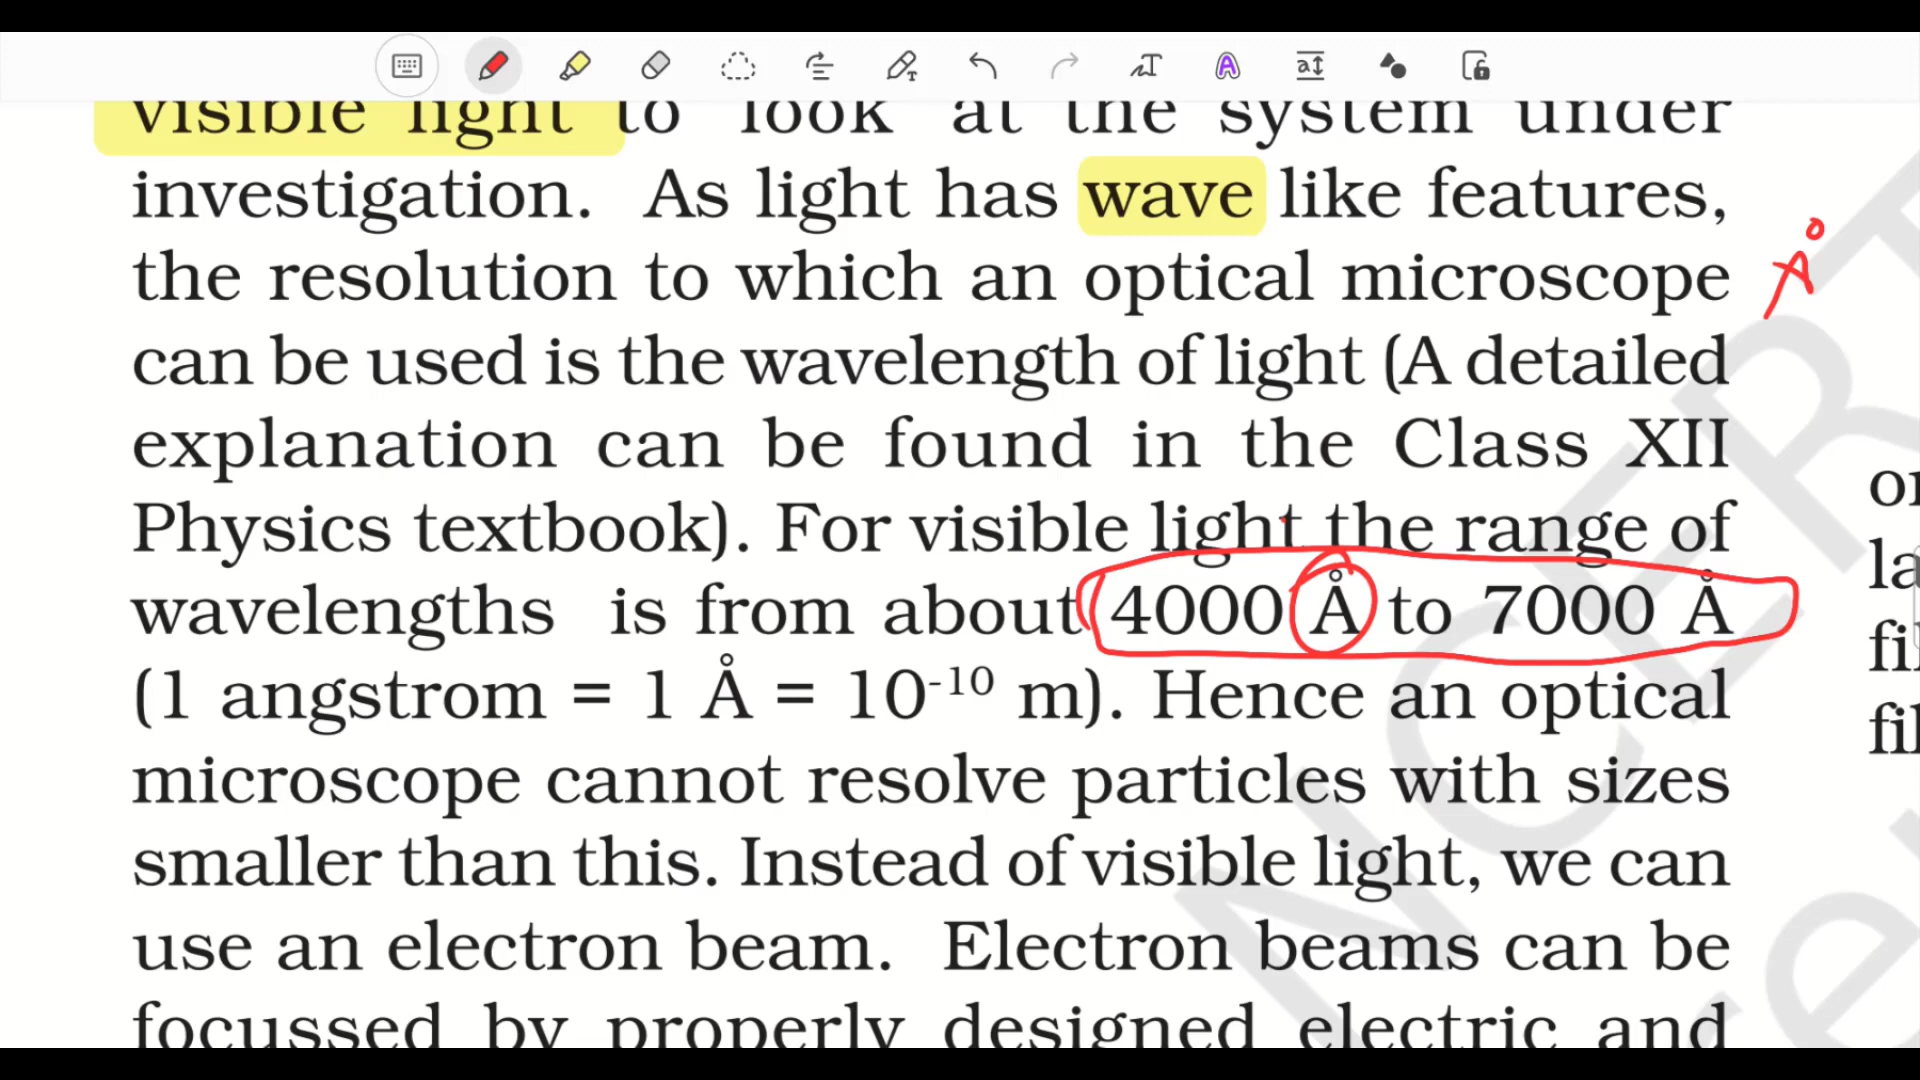 visible light to look at the system under
investigation. As light has wave like features,
the resolution to which an optical microscope
can be used is the wavelength of light (A detailed
explanation can be found in the Class XII
Physics textbook). For visible light the range of
wavelengths is from about 4000 Å to 7000 Å
(1 angstrom = 1 Å = 10⁻¹⁰ m). Hence an optical
microscope cannot resolve particles with sizes
smaller than this. Instead of visible light, we can
use an electron beam. Electron beams can be
focussed by properly designed electric and
Å
NCERT